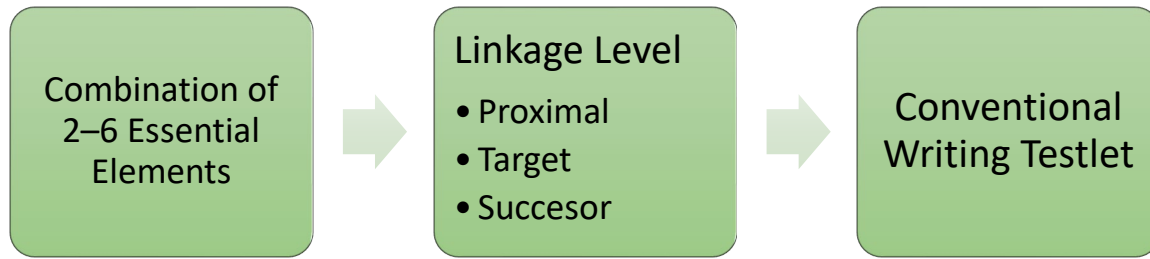 Combination of
2–6 Essential
Elements
Linkage Level
• Proximal
• Target
• Succesor
Conventional
Writing Testlet